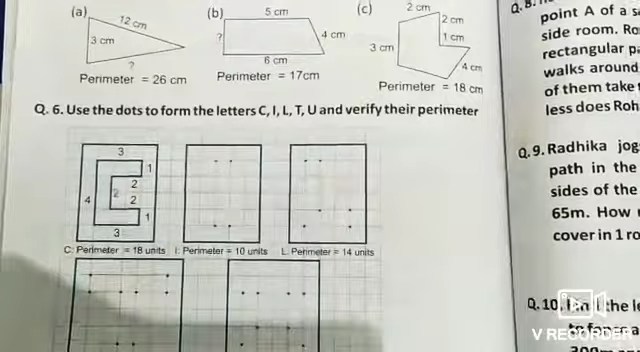 (a)
12 cm
3 cm
?
Perimeter = 26 cm
(b)
5 cm
?
4 cm
6 cm
Perimeter = 17cm
(c)
2 cm
2 cm
1 cm
3 cm
4 cm
Perimeter = 18 cm
Q. 6. Use the dots to form the letters C, I, L, T, U and verify their perimeter
3
1
2
4
2
2
1
3
C: Perimeter = 18 units
I: Perimeter = 10 units
L. Perimeter = 14 units
Q. 8.
point A of a
side room. Ro
rectangular
walks around
of them take
less does Roh
Q.9. Radhika jog
path in the
sides of the
65m. How
cover in 1
Q.10.
the
V RECORDER